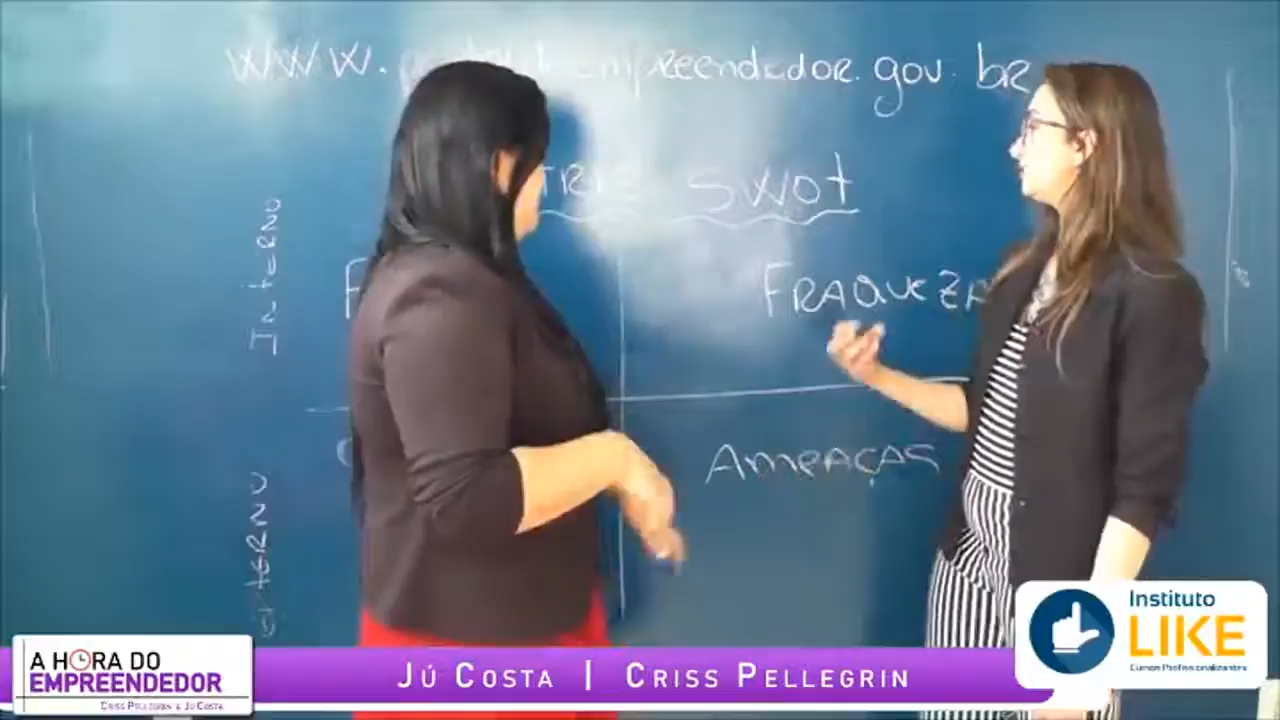 WWW. empreendedor.gov.br
SWOT
Interno
FRAQUEZA
AmeAÇAS
A HORA DO
EMPREENDEDOR
CRISS PELLEGRIN & JÚ COSTA
JÚ COSTA | CRISS PELLEGRIN
Instituto
LIKE
Cursos Profissionalizantes